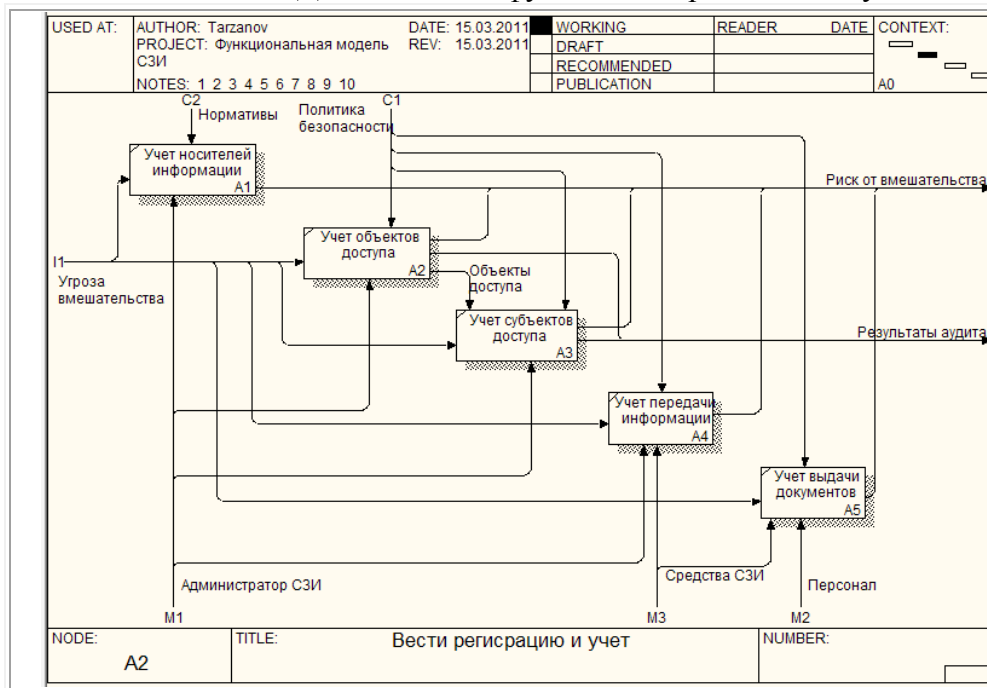 USED AT:
AUTHOR: Tarzanov
DATE: 15.03.2011
PROJECT: Функциональная модель
СЗИ
REV: 15.03.2011
NOTES: 1 2 3 4 5 6 7 8 9 10
WORKING
DRAFT
RECOMMENDED
PUBLICATION
READER
DATE
CONTEXT:
A0
C2
Нормативы
Политика
безопасности
C1
Учет носителей
информации
A1
Риск от вмешательства
Учет объектов
доступа
A2
I1
Угроза
вмешательства
Объекты
доступа
Учет субъектов
доступа
A3
Результаты аудита
Учет передачи
информации
A4
Учет выдачи
документов
A5
Администратор СЗИ
Средства СЗИ
Персонал
M1
M3
M2
NODE:
A2
TITLE:
Вести регисрацию и учет
NUMBER: